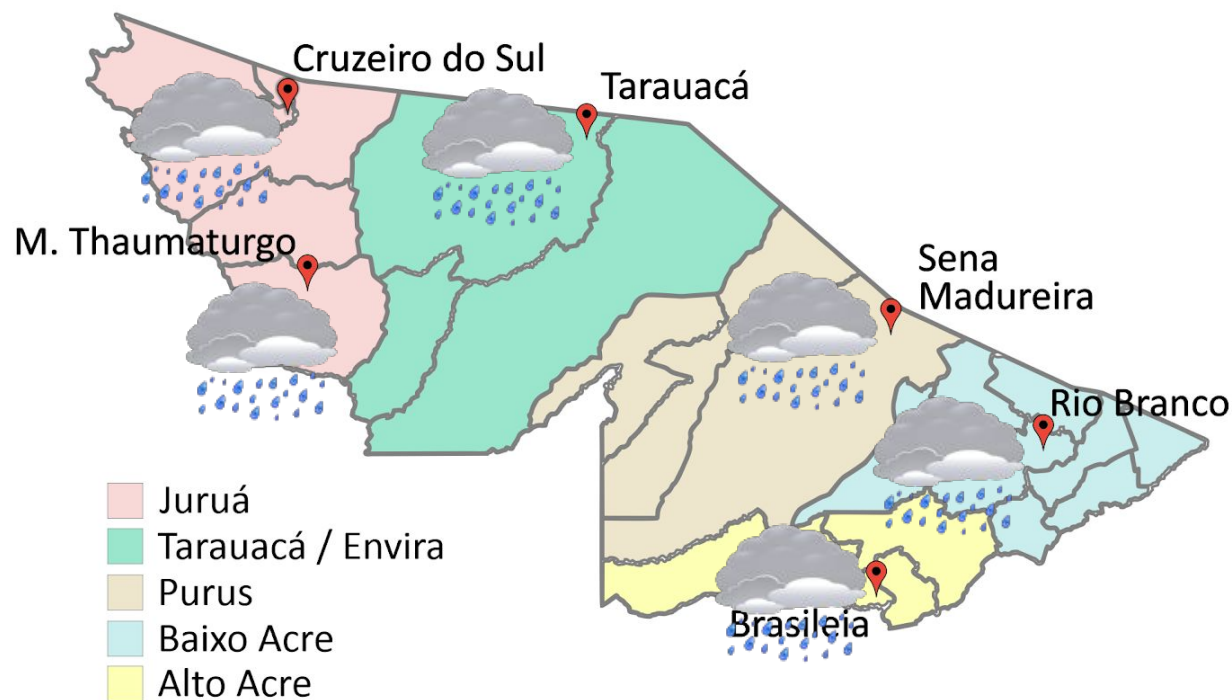 Cruzeiro do Sul
Tarauacá
M. Thaumaturgo
Sena
Madureira
Rio Branco
Brasileia
Juruá
Tarauacá / Envira
Purus
Baixo Acre
Alto Acre